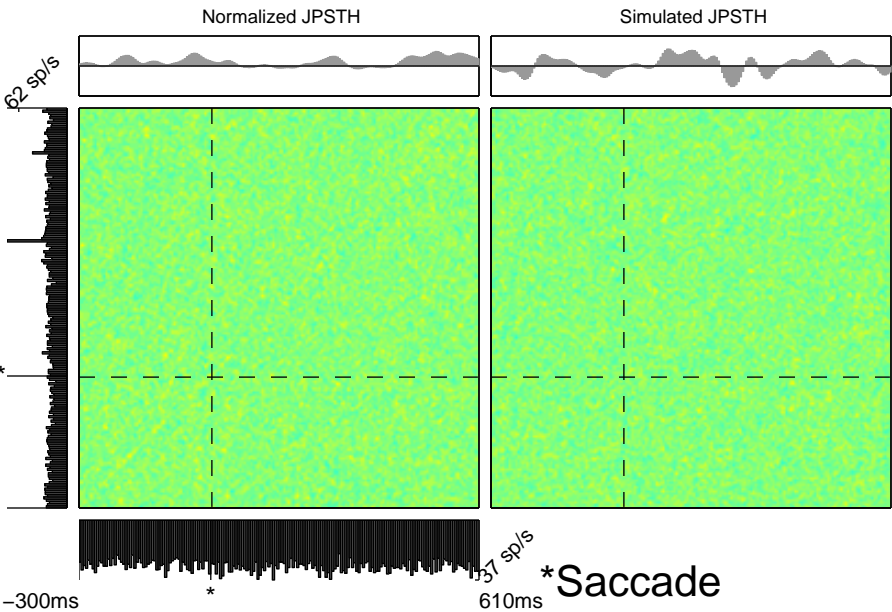 Normalized JPSTH
Simulated JPSTH
62 sp/s
*
37 sp/s
*
*Saccade
−300ms
610ms